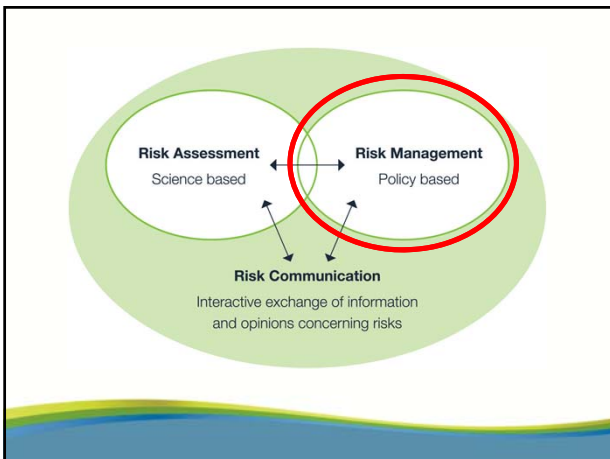 Risk Assessment
Science based
Risk Management
Policy based
Risk Communication
Interactive exchange of information
and opinions concerning risks